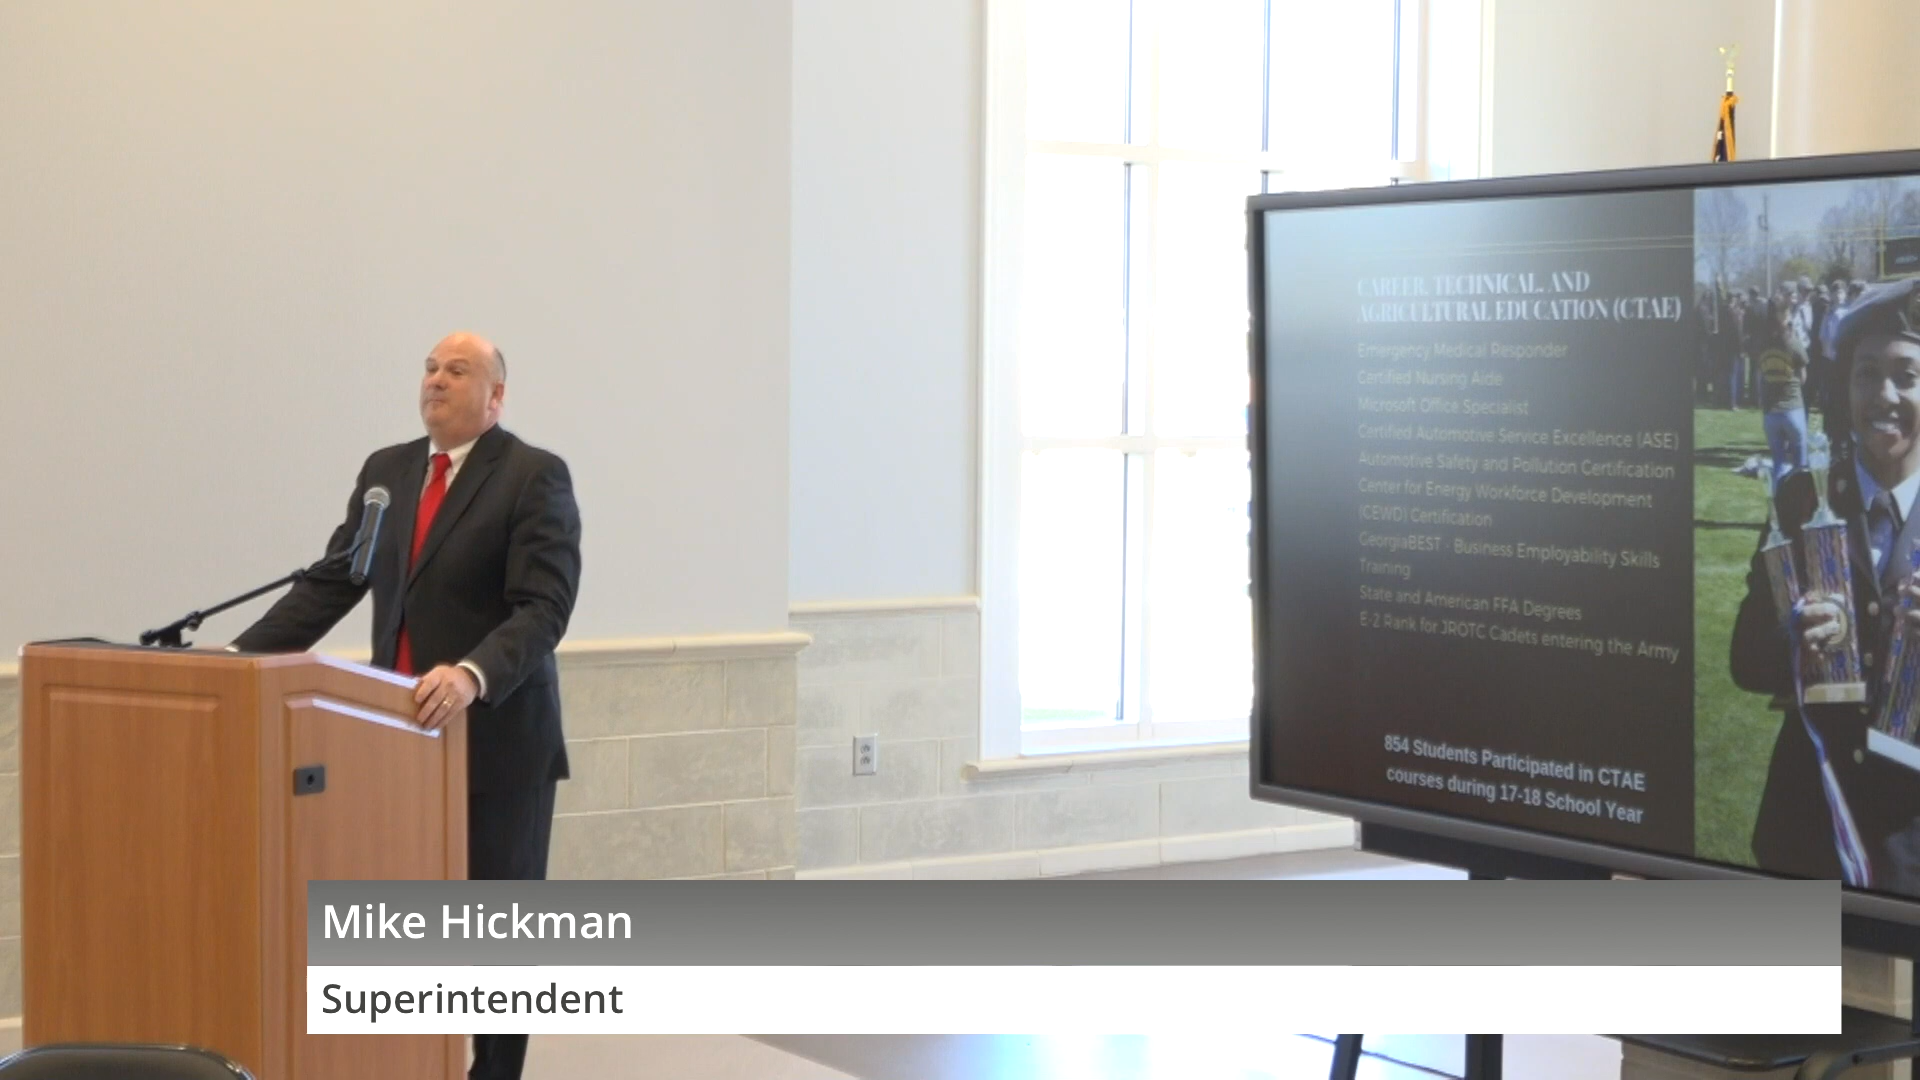 CAREER, TECHNICAL, AND
AGRICULTURAL EDUCATION (CTAE)
Emergency Medical Responder
Certified Nursing Aide
Microsoft Office Specialist
Certified Automotive Service Excellence (ASE)
Automotive Safety and Pollution Certification
Center for Energy Workforce Development
(CEWD) Certification
GeorgiaBEST - Business Employability Skills
Training
State and American FFA Degrees
E-2 Rank for JROTC Cadets entering the Army
854 Students Participated in CTAE
courses during 17-18 School Year
Mike Hickman
Superintendent